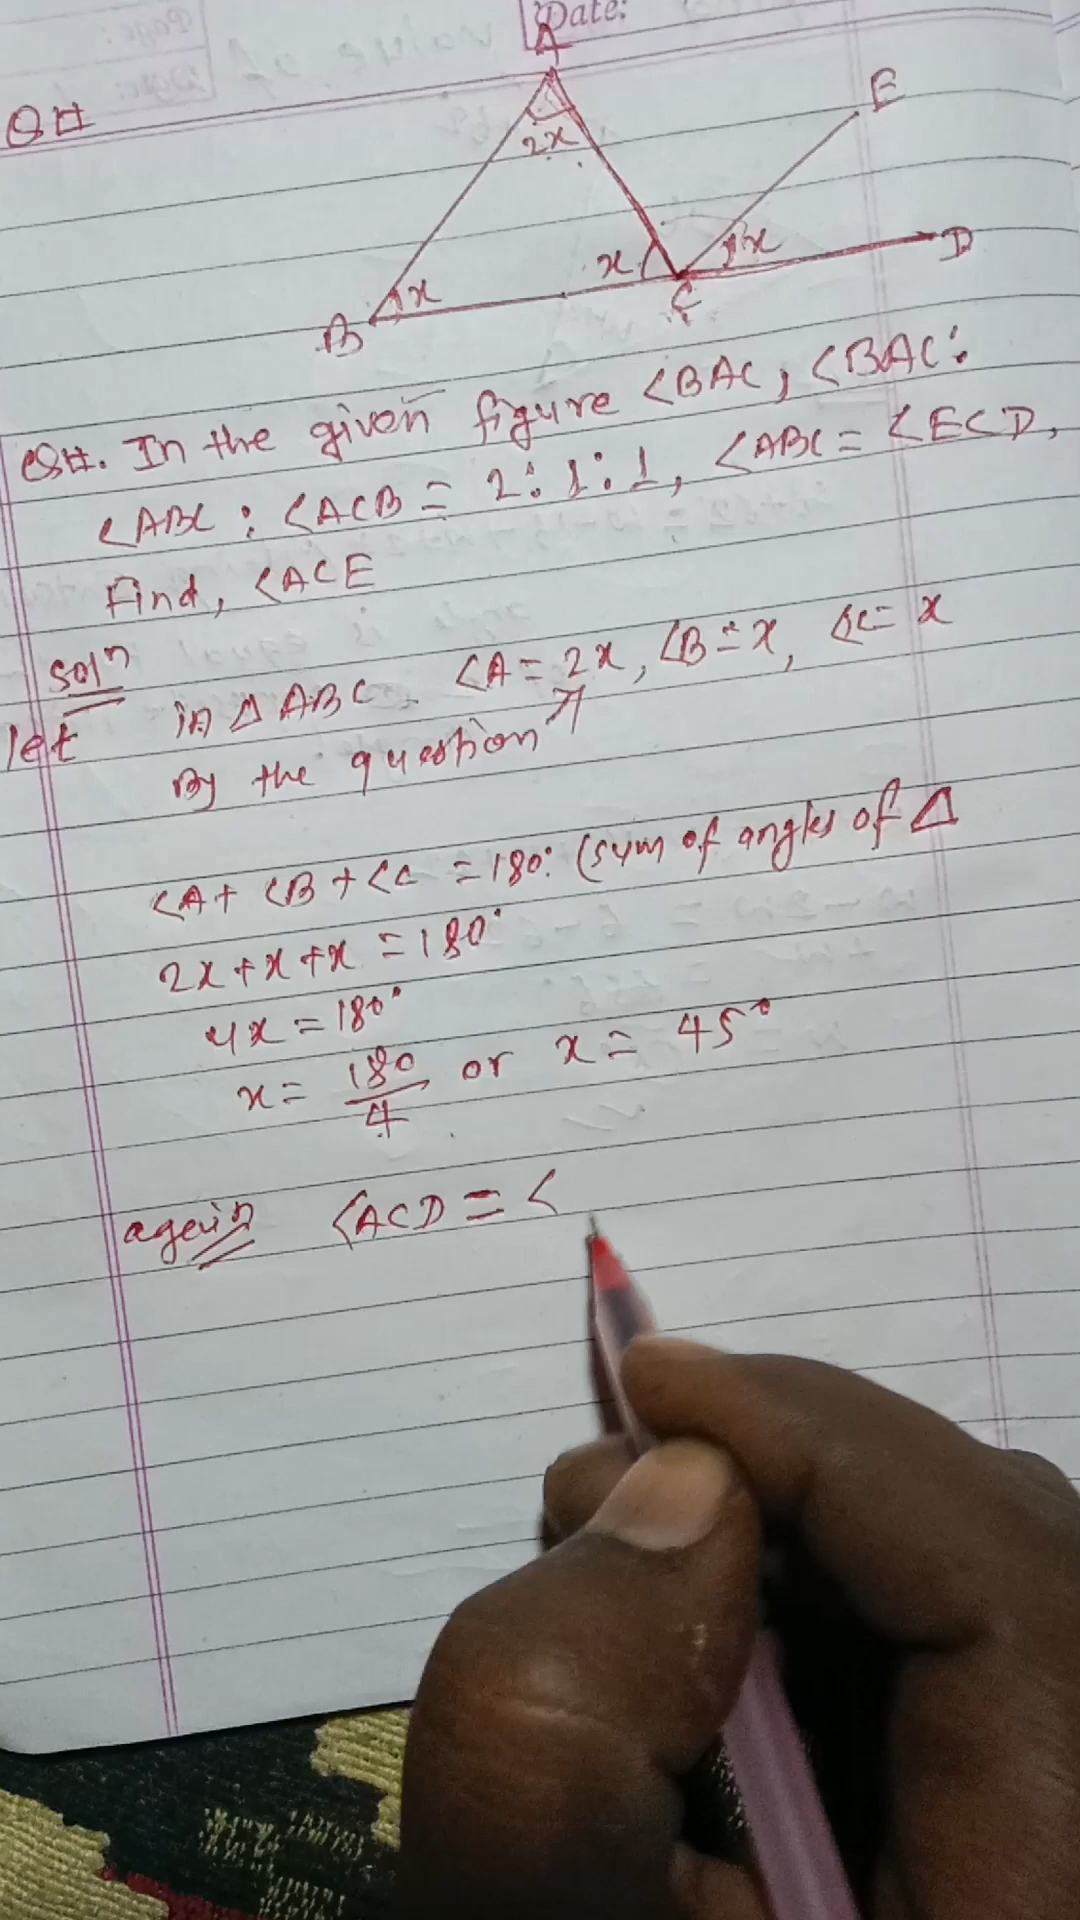 Date:
Q#
A
E
2x
x
x
x
D
B
C
Q#. In the given figure <BAC, <BAC:
<ABC : <ACB = 2:1:1, <ABC = <ECD,
Find, <ACE
Solⁿ
let in Δ ABC <A = 2x, <B = x, <C = x
By the question
<A + <B + <C = 180° (sum of angles of Δ
2x + x + x = 180°
4x = 180°
x = 180/4 or x = 45°
again <ACD = <